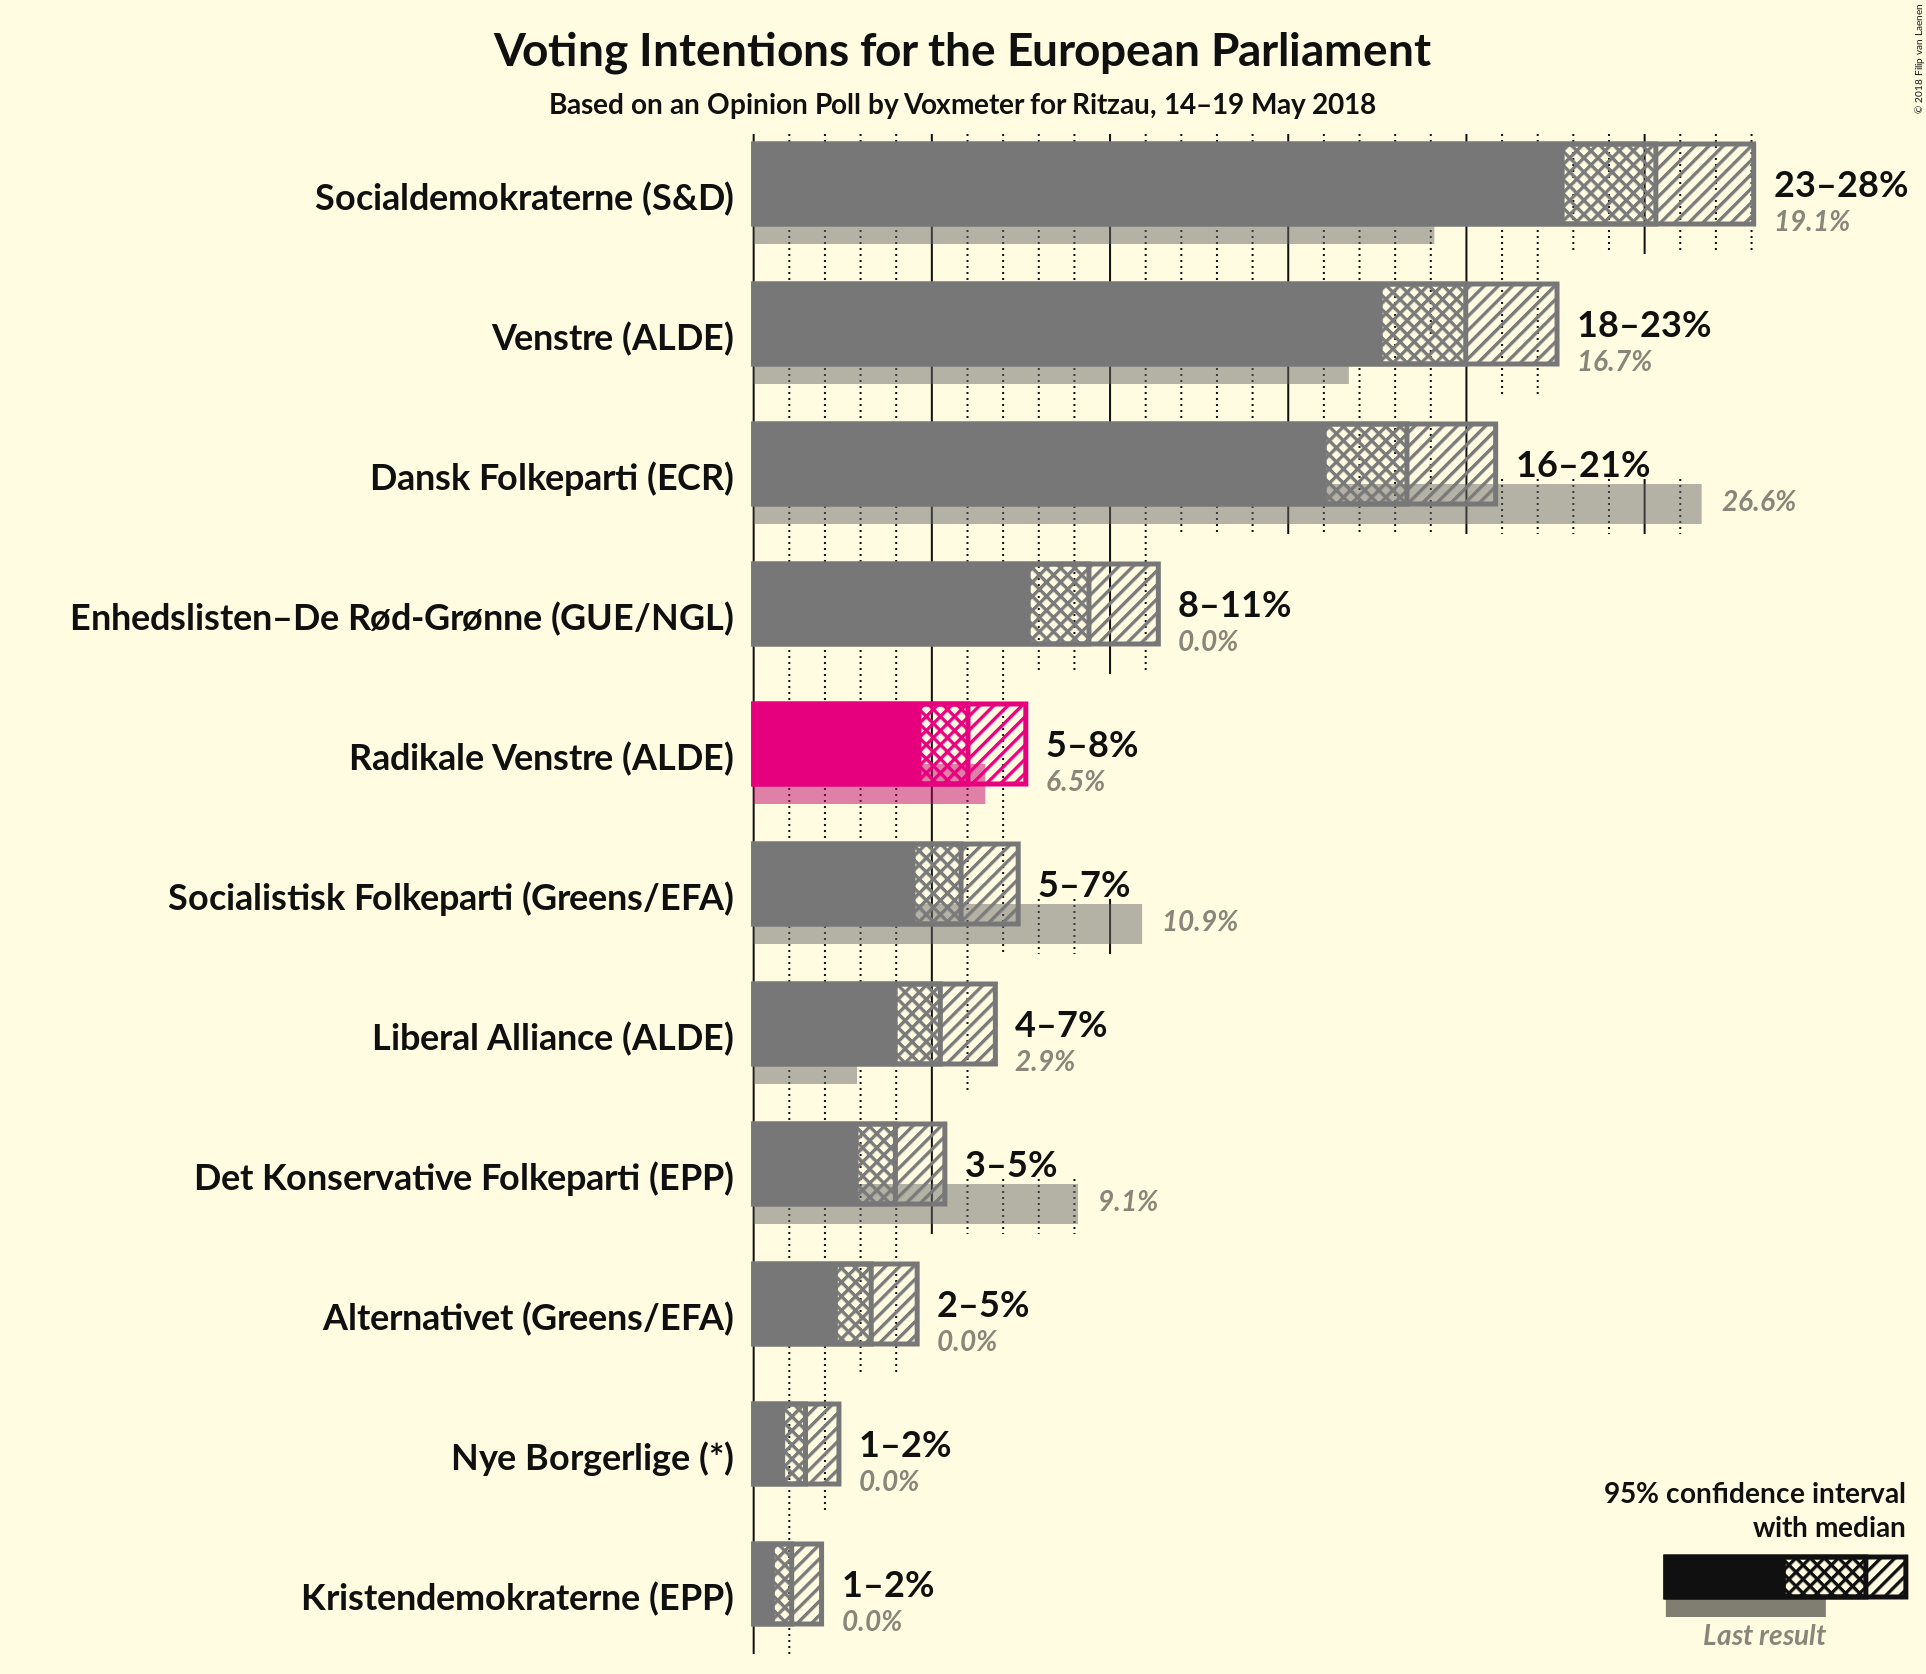 Voting Intentions for the European Parliament
Based on an Opinion Poll by Voxmeter for Ritzau, 14–19 May 2018
© 2018 Filip van Laenen
Socialdemokraterne (S&D)
23–28%
19.1%
Venstre (ALDE)
18–23%
16.7%
Dansk Folkeparti (ECR)
16–21%
26.6%
Enhedslisten–De Rød-Grønne (GUE/NGL)
8–11%
0.0%
Radikale Venstre (ALDE)
5–8%
6.5%
Socialistisk Folkeparti (Greens/EFA)
5–7%
10.9%
Liberal Alliance (ALDE)
4–7%
2.9%
Det Konservative Folkeparti (EPP)
3–5%
9.1%
Alternativet (Greens/EFA)
2–5%
0.0%
Nye Borgerlige (*)
1–2%
0.0%
Kristendemokraterne (EPP)
1–2%
0.0%
95% confidence interval
with median
Last result